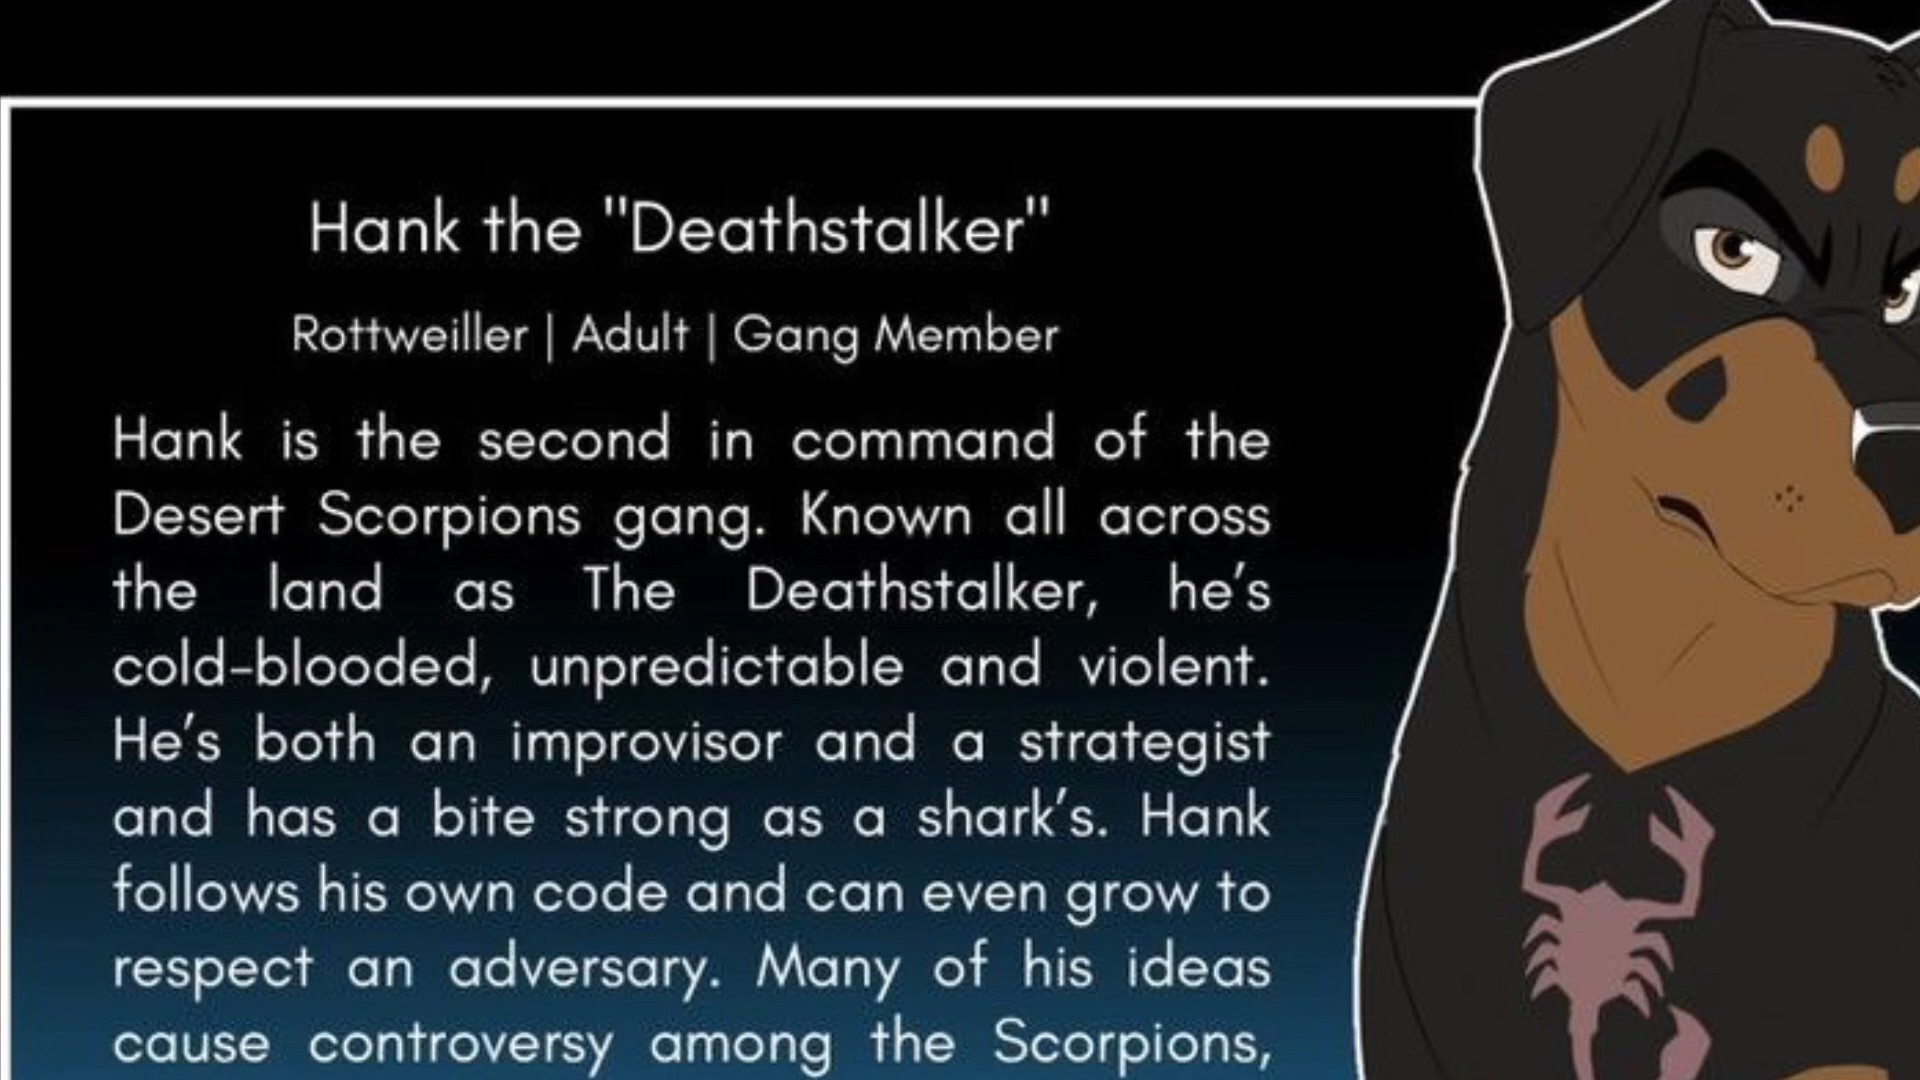 Hank the "Deathstalker"
Rottweiller | Adult | Gang Member
Hank is the second in command of the
Desert Scorpions gang. Known all across
the land as The Deathstalker, he’s
cold-blooded, unpredictable and violent.
He’s both an improvisor and a strategist
and has a bite strong as a shark’s. Hank
follows his own code and can even grow to
respect an adversary. Many of his ideas
cause controversy among the Scorpions,